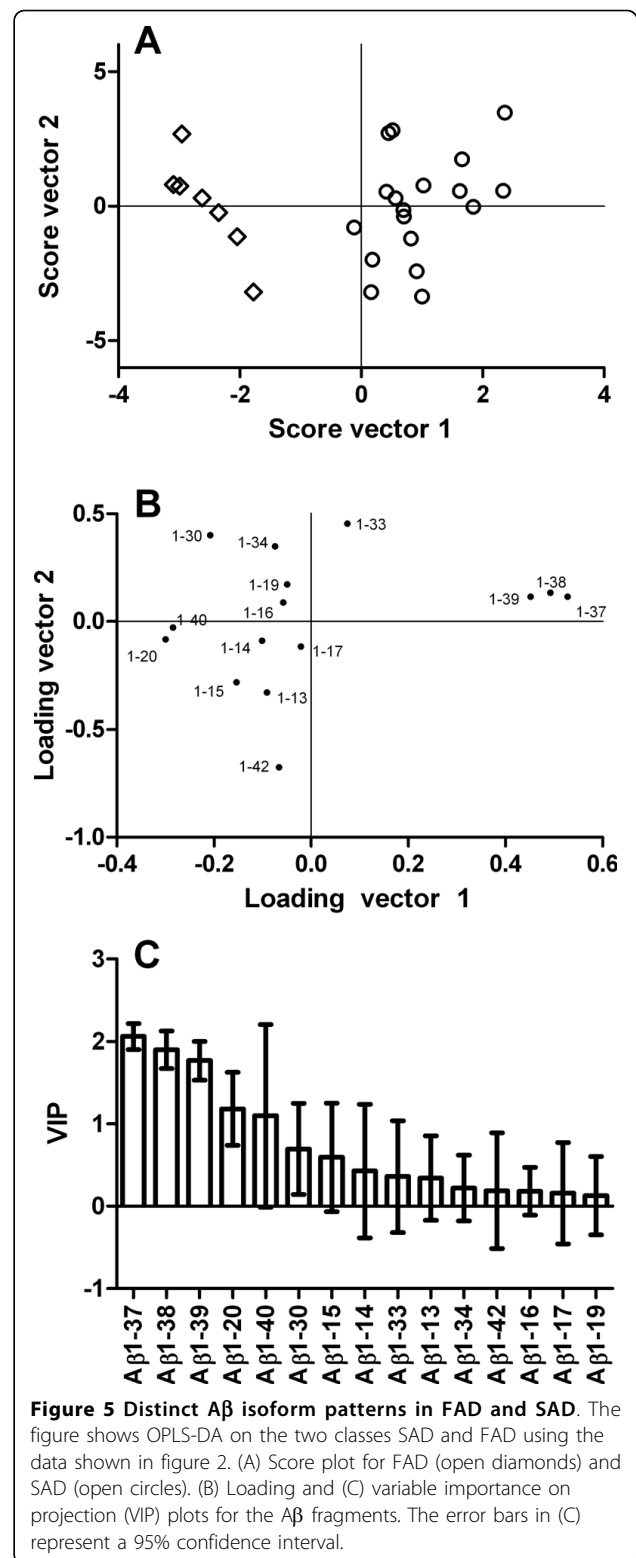 A
Score vector 2
5
0
-5
-4
-2
0
2
4
Score vector 1
B
Loading vector 2
0.5
0.0
-0.5
-1.0
1-30
1-34
1-33
1-19
1-16
1-38
1-39
1-37
1-40
1-20
1-14
1-17
1-15
1-13
1-42
-0.4
-0.2
0.0
0.2
0.4
0.6
Loading vector 1
C
VIP
3
2
1
0
-1
Aβ1-37
Aβ1-38
Aβ1-39
Aβ1-20
Aβ1-40
Aβ1-30
Aβ1-15
Aβ1-14
Aβ1-33
Aβ1-13
Aβ1-34
Aβ1-42
Aβ1-16
Aβ1-17
Aβ1-19
Figure 5 Distinct Aβ isoform patterns in FAD and SAD. The
figure shows OPLS-DA on the two classes SAD and FAD using the
data shown in figure 2. (A) Score plot for FAD (open diamonds) and
SAD (open circles). (B) Loading and (C) variable importance on
projection (VIP) plots for the Aβ fragments. The error bars in (C)
represent a 95% confidence interval.